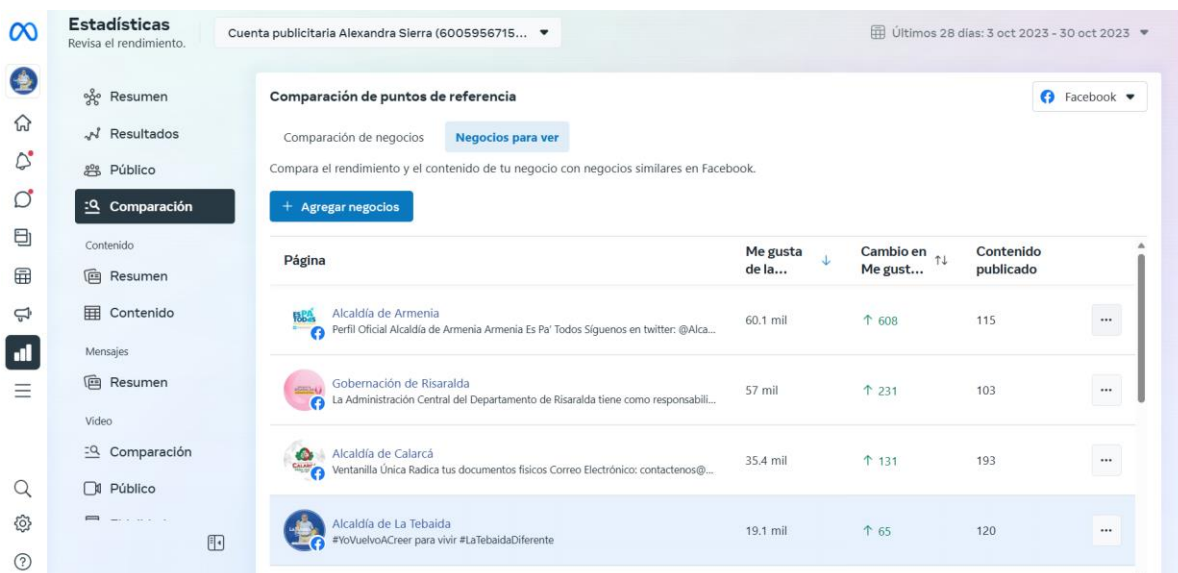 Estadísticas
Revisa el rendimiento.
Cuenta publicitaria Alexandra Sierra (6005956715...
Últimos 28 días: 3 oct 2023 - 30 oct 2023
Resumen
Resultados
Público
Comparación
Contenido
Resumen
Contenido
Mensajes
Resumen
Video
Comparación
Público
Comparación de puntos de referencia
Facebook
Comparación de negocios
Negocios para ver
Compara el rendimiento y el contenido de tu negocio con negocios similares en Facebook.
+ Agregar negocios
Página
Me gusta de la...
Cambio en Me gust...
Contenido publicado
Alcaldía de Armenia
Perfil Oficial Alcaldía de Armenia Armenia Es Pa' Todos Síguenos en twitter: @Alca...
60.1 mil
↑ 608
115
Gobernación de Risaralda
La Administración Central del Departamento de Risaralda tiene como responsabili...
57 mil
↑ 231
103
Alcaldía de Calarcá
Ventanilla Única Radica tus documentos físicos Correo Electrónico: contactenos@...
35.4 mil
↑ 131
193
Alcaldía de La Tebaida
#YoVuelvoACreer para vivir #LaTebaidaDiferente
19.1 mil
↑ 65
120